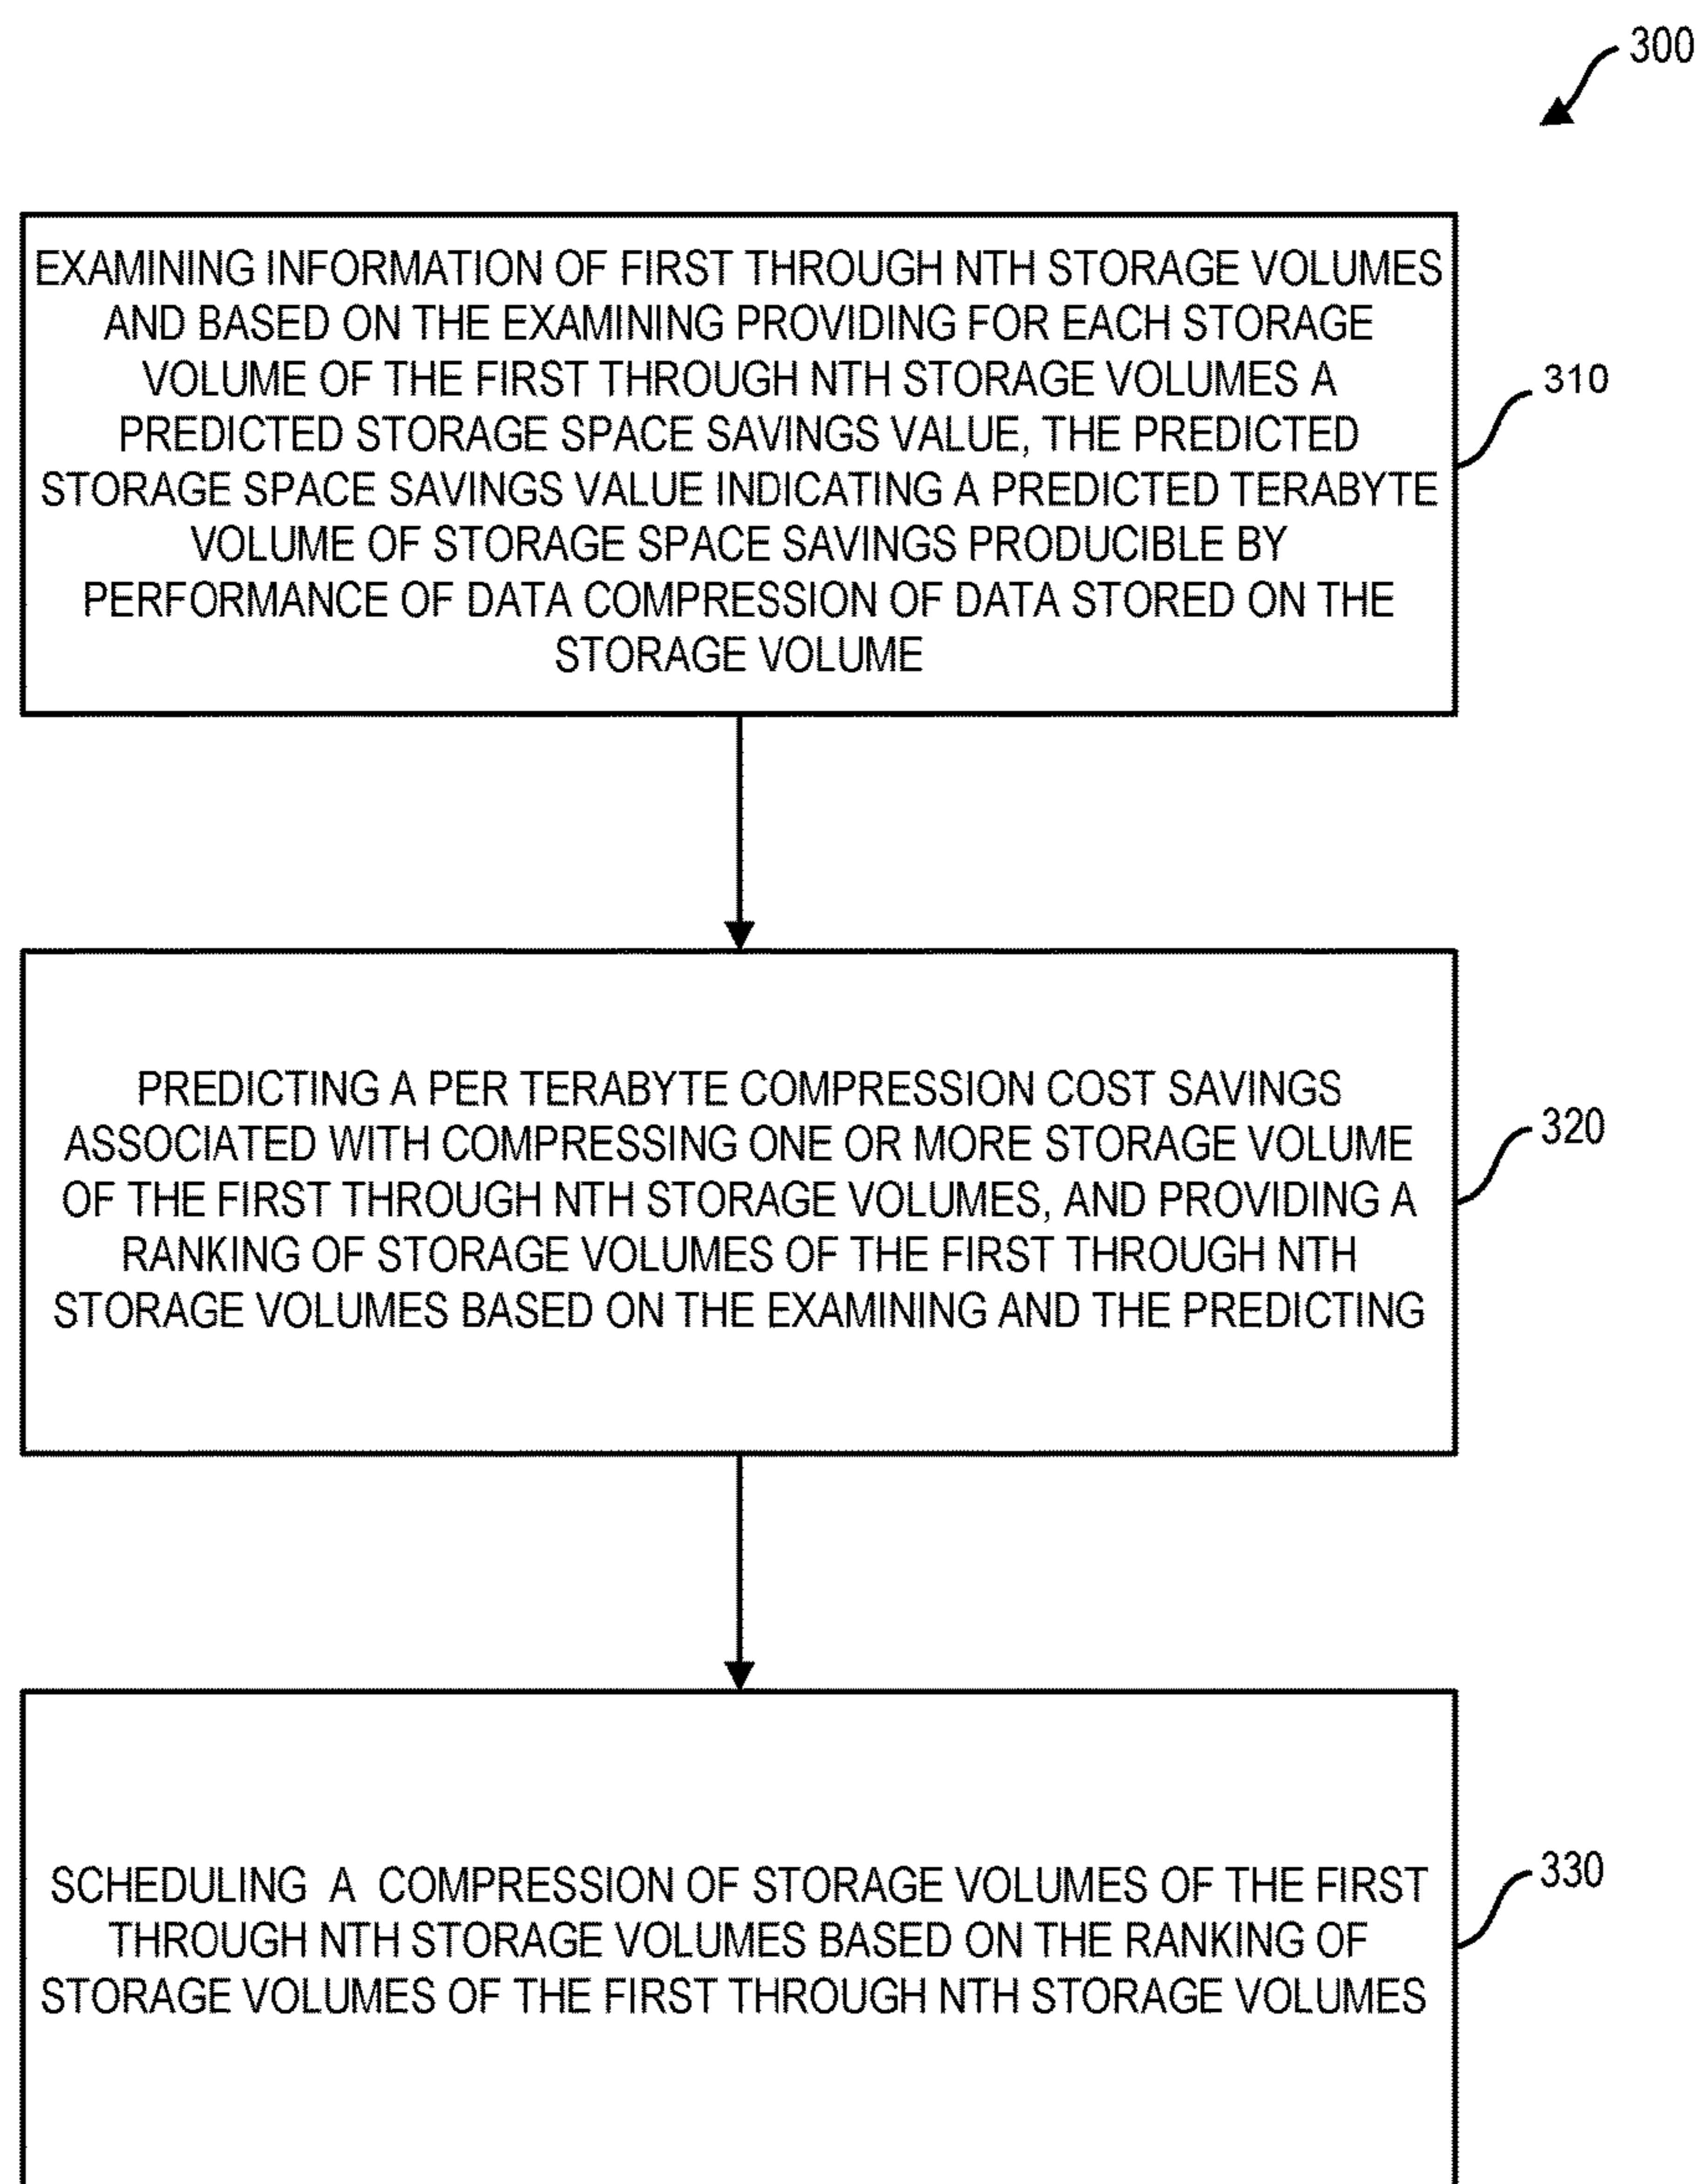 300
EXAMINING INFORMATION OF FIRST THROUGH NTH STORAGE VOLUMES
AND BASED ON THE EXAMINING PROVIDING FOR EACH STORAGE
VOLUME OF THE FIRST THROUGH NTH STORAGE VOLUMES A
PREDICTED STORAGE SPACE SAVINGS VALUE, THE PREDICTED
STORAGE SPACE SAVINGS VALUE INDICATING A PREDICTED TERABYTE
VOLUME OF STORAGE SPACE SAVINGS PRODUCIBLE BY
PERFORMANCE OF DATA COMPRESSION OF DATA STORED ON THE
STORAGE VOLUME
310
PREDICTING A PER TERABYTE COMPRESSION COST SAVINGS
ASSOCIATED WITH COMPRESSING ONE OR MORE STORAGE VOLUME
OF THE FIRST THROUGH NTH STORAGE VOLUMES, AND PROVIDING A
RANKING OF STORAGE VOLUMES OF THE FIRST THROUGH NTH
STORAGE VOLUMES BASED ON THE EXAMINING AND THE PREDICTING
320
SCHEDULING A COMPRESSION OF STORAGE VOLUMES OF THE FIRST
THROUGH NTH STORAGE VOLUMES BASED ON THE RANKING OF
STORAGE VOLUMES OF THE FIRST THROUGH NTH STORAGE VOLUMES
330